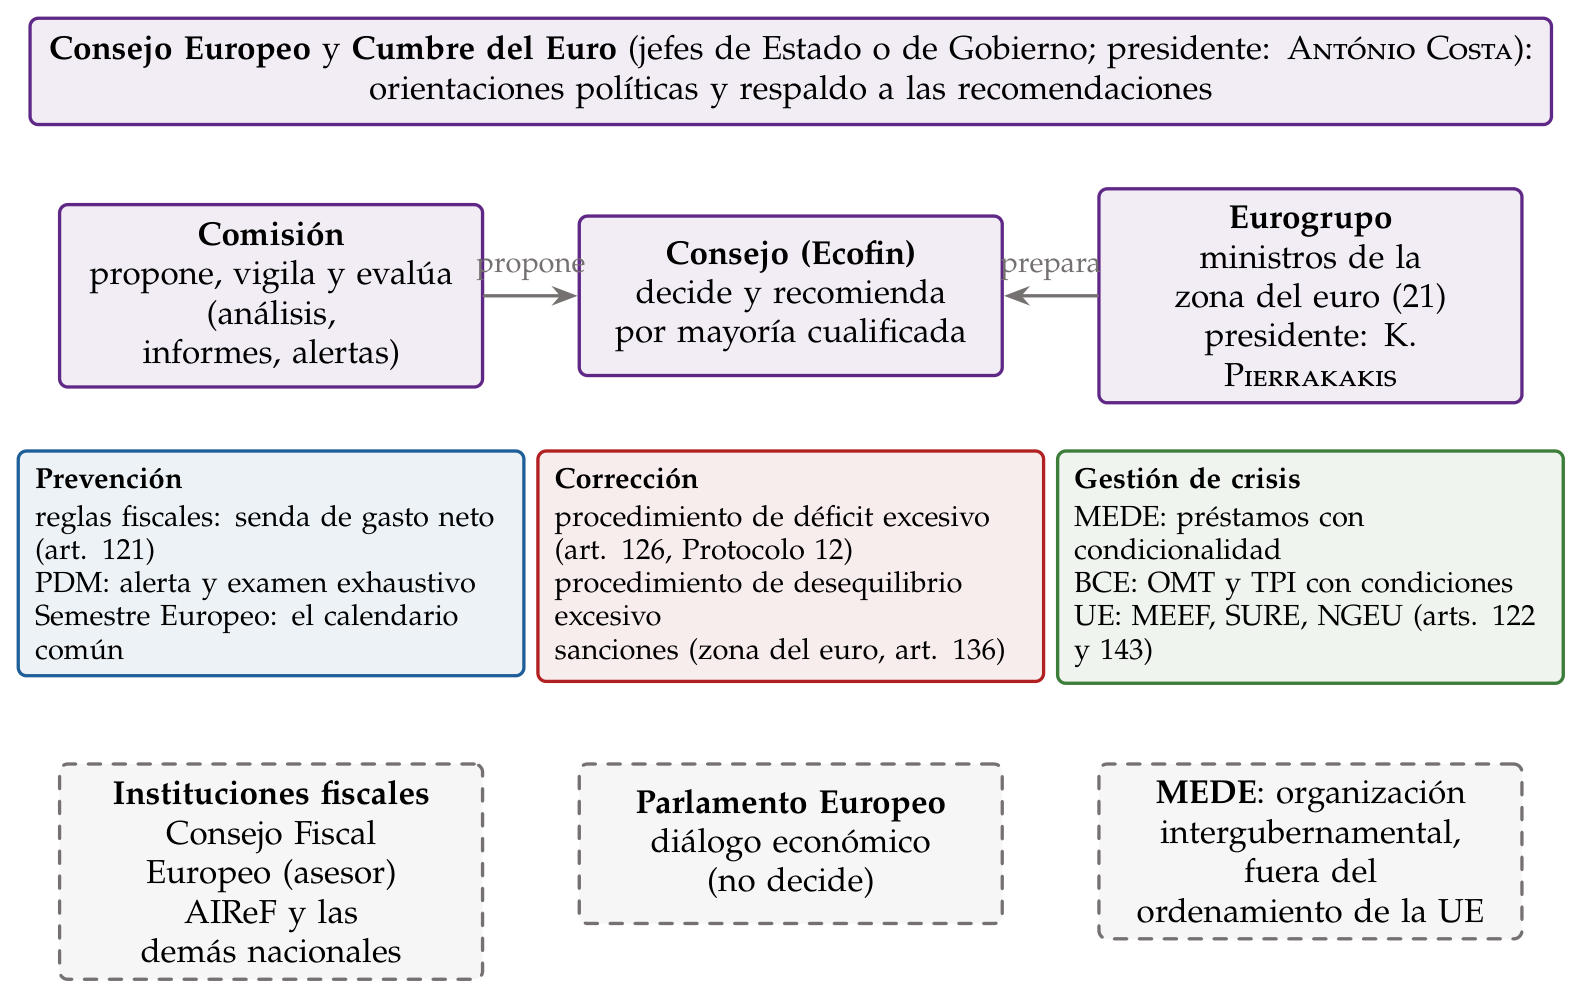 Consejo Europeo y Cumbre del Euro (jefes de Estado o de Gobierno; presidente: António Costa):
orientaciones políticas y respaldo a las recomendaciones
Comisión
propone, vigila y evalúa
(análisis,
informes, alertas)
propone
Consejo (Ecofin)
decide y recomienda
por mayoría cualificada
prepara
Eurogrupo
ministros de la
zona del euro (21)
presidente: K.
Pierrakakis
Prevención
reglas fiscales: senda de gasto neto
(art. 121)
PDM: alerta y examen exhaustivo
Semestre Europeo: el calendario
común
Corrección
procedimiento de déficit excesivo
(art. 126, Protocolo 12)
procedimiento de desequilibrio
excesivo
sanciones (zona del euro, art. 136)
Gestión de crisis
MEDE: préstamos con
condicionalidad
BCE: OMT y TPI con condiciones
UE: MEEF, SURE, NGEU (arts. 122
y 143)
Instituciones fiscales
Consejo Fiscal
Europeo (asesor)
AIReF y las
demás nacionales
Parlamento Europeo
diálogo económico
(no decide)
MEDE: organización
intergubernamental,
fuera del
ordenamiento de la UE